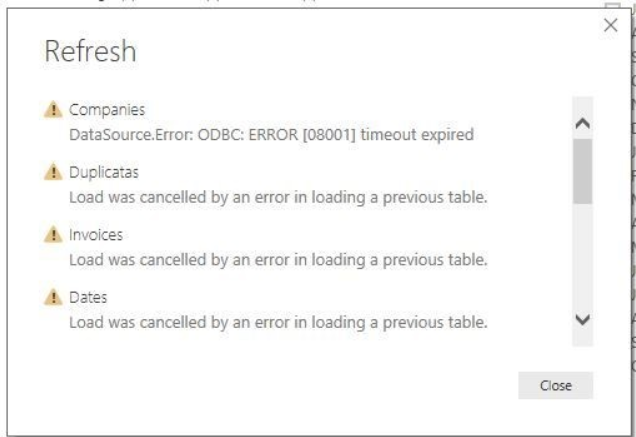 Refresh
Companies
DataSource.Error: ODBC: ERROR [08001] timeout expired
Duplicatas
Load was cancelled by an error in loading a previous table.
Invoices
Load was cancelled by an error in loading a previous table.
Dates
Load was cancelled by an error in loading a previous table.
Close